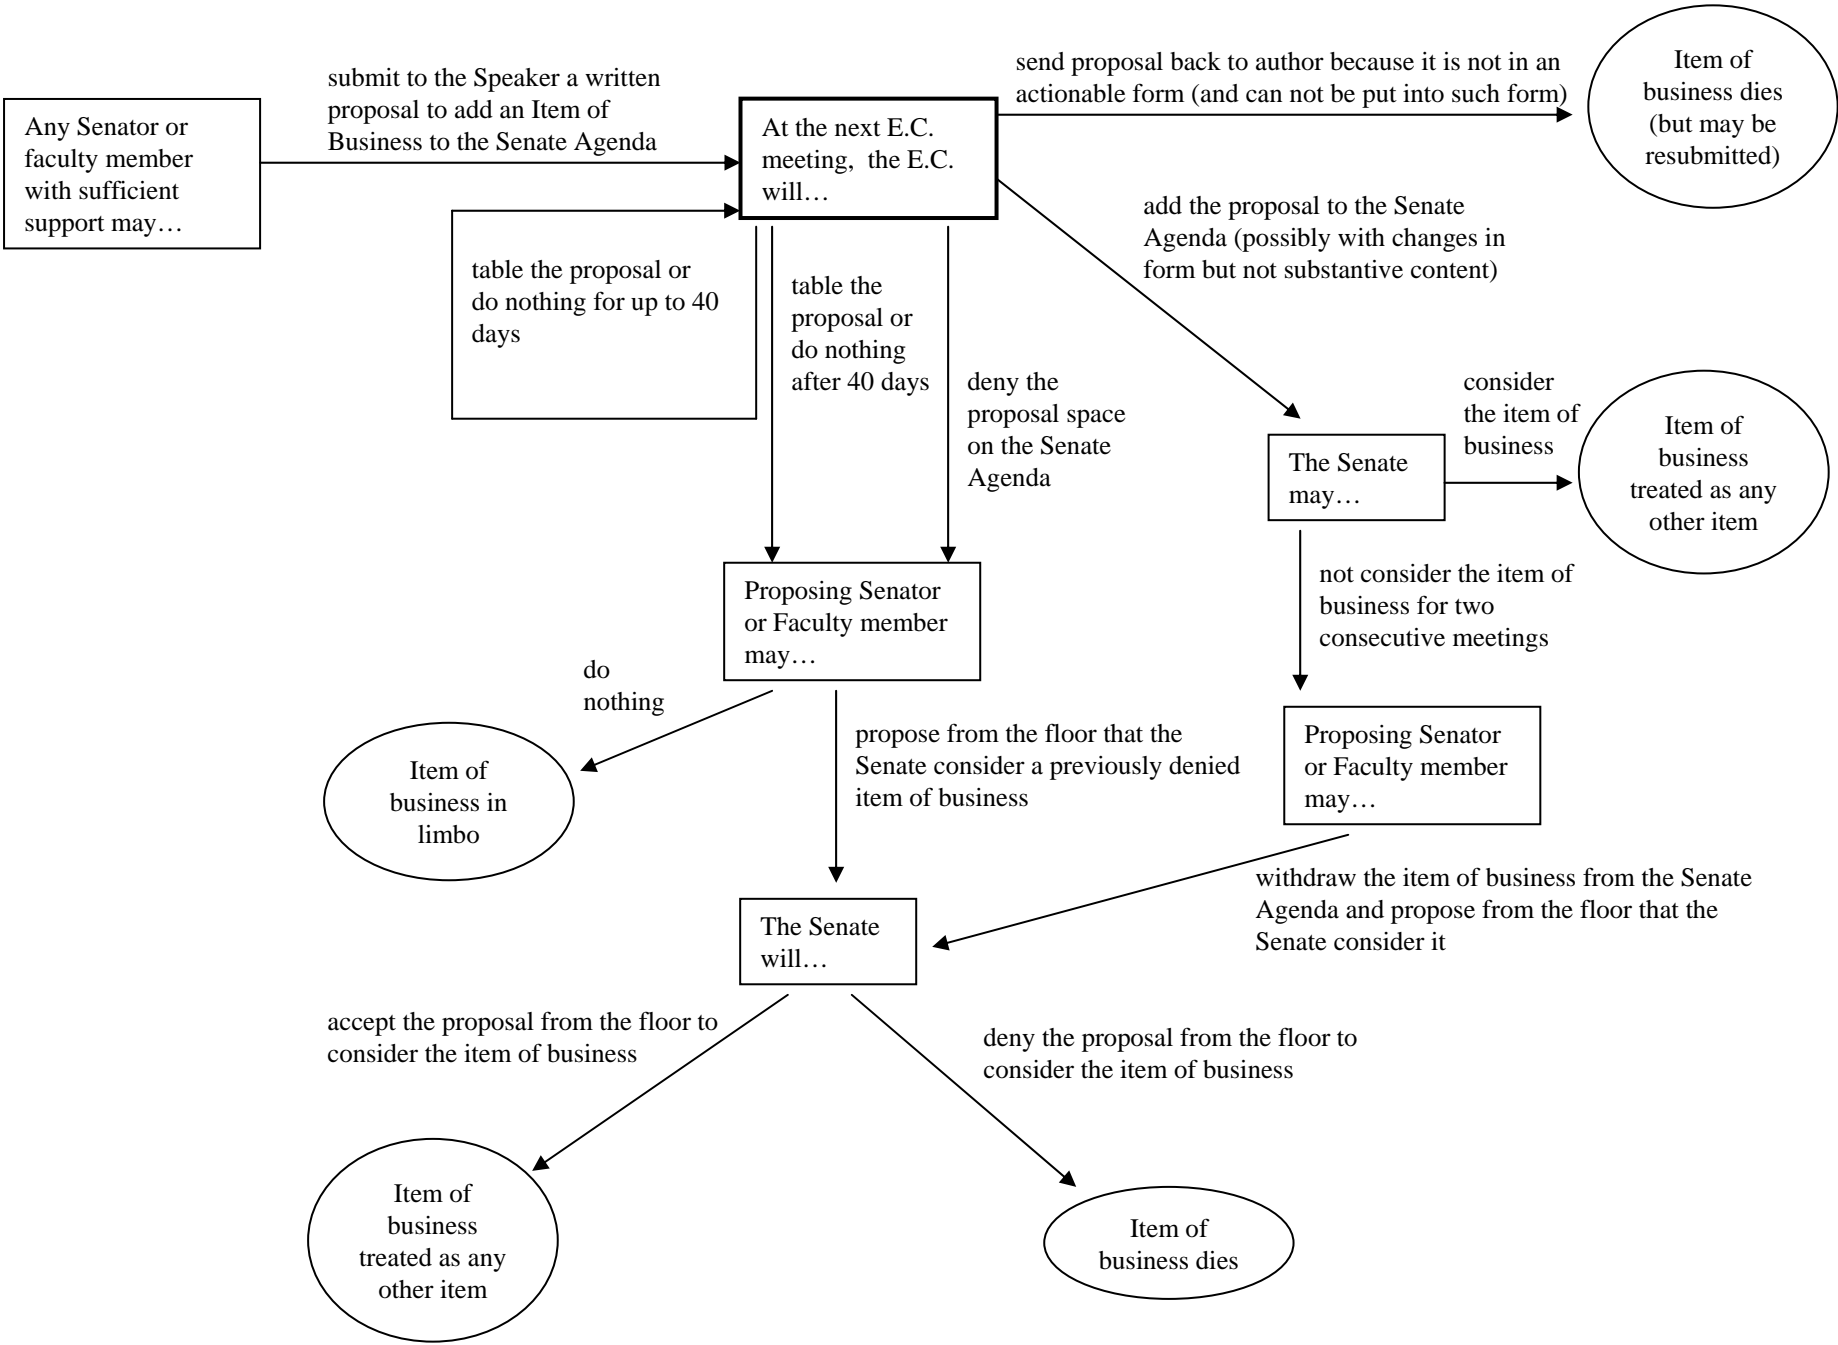 submit to the Speaker a written
proposal to add an Item of
Business to the Senate Agenda
send proposal back to author because it is not in an
actionable form (and can not be put into such form)
Item of
business dies
(but may be
resubmitted)
Any Senator or
faculty member
with sufficient
support may…
At the next E.C.
meeting,  the E.C.
will…
add the proposal to the Senate
Agenda (possibly with changes in
form but not substantive content)
table the proposal or
do nothing for up to 40
days
table the
proposal or
do nothing
after 40 days
deny the
proposal space
on the Senate
Agenda
consider
the item of
business
The Senate
may…
Item of
business
treated as any
other item
Proposing Senator
or Faculty member
may…
not consider the item of
business for two
consecutive meetings
do
nothing
propose from the floor that the
Senate consider a previously denied
item of business
Proposing Senator
or Faculty member
may…
Item of
business in
limbo
withdraw the item of business from the Senate
Agenda and propose from the floor that the
Senate consider it
The Senate
will…
accept the proposal from the floor to
consider the item of business
deny the proposal from the floor to
consider the item of business
Item of
business
treated as any
other item
Item of
business dies